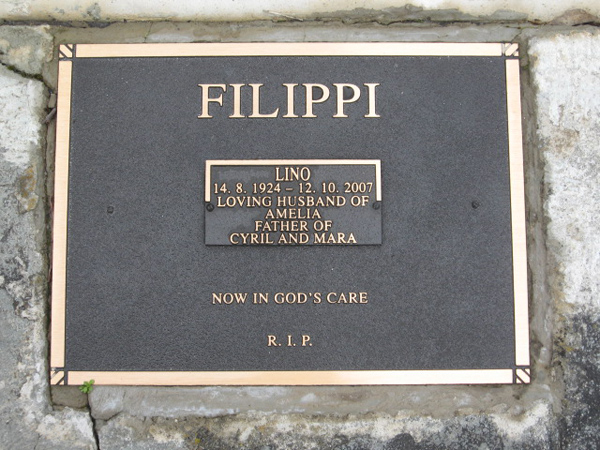 FILIPPI
LINO
14. 8. 1924 – 12. 10. 2007
LOVING HUSBAND OF
AMELIA
FATHER OF
CYRIL AND MARA
NOW IN GOD'S CARE
R. I. P.